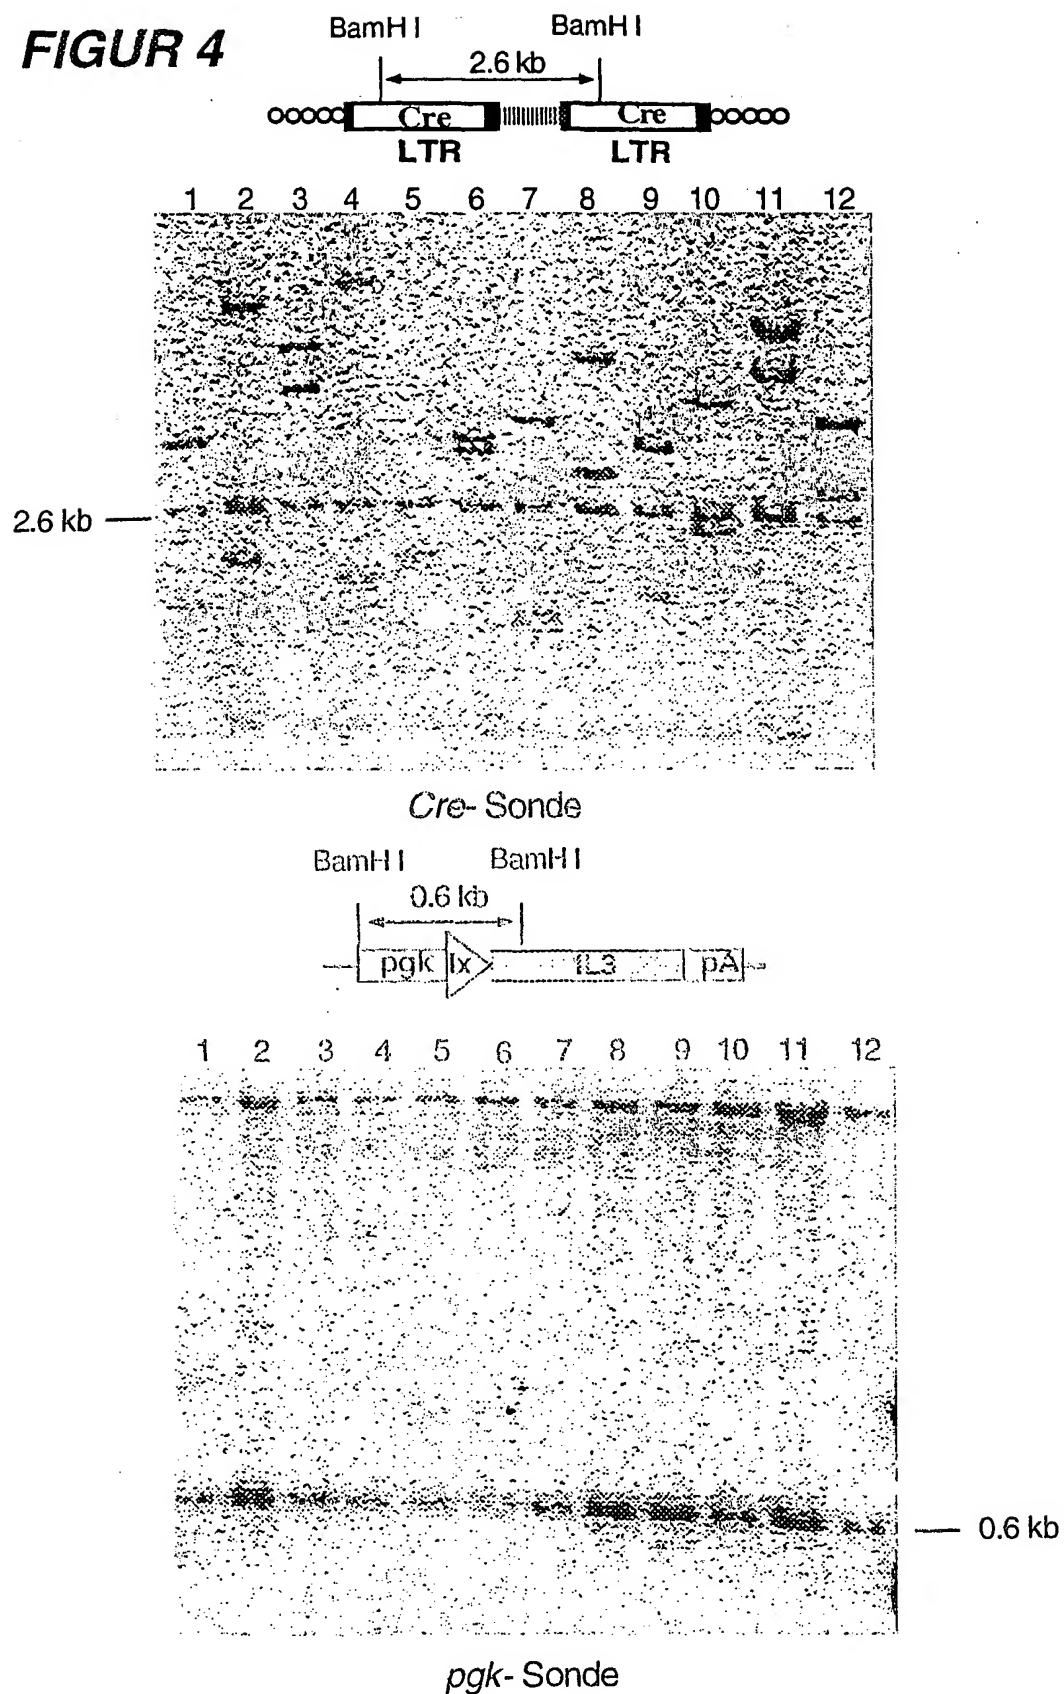 FIGUR 4
BamH I BamH I
2.6 kb
Cre Cre
LTR LTR
1 2 3 4 5 6 7 8 9 10 11 12
2.6 kb
Cre- Sonde
BamH I BamH I
0.6 kb
pgk lx IL3 pA
1 2 3 4 5 6 7 8 9 10 11 12
0.6 kb
pgk- Sonde